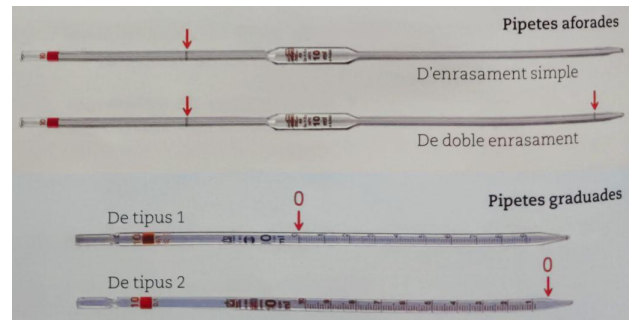 Pipetes aforades
D'enrasament simple
De doble enrasament
Pipetes graduades
0
De tipus 1
0
De tipus 2